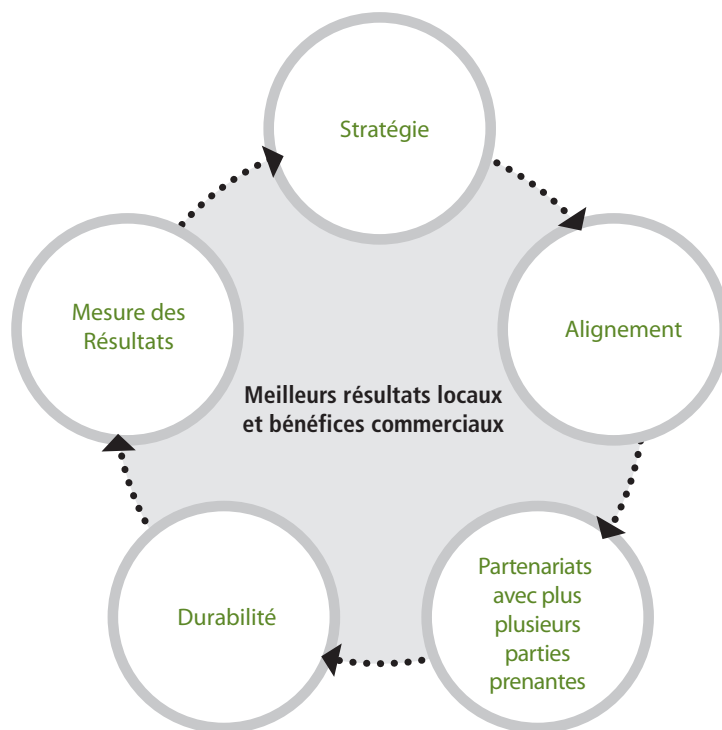 Stratégie
Alignement
Partenariats
avec plus
plusieurs
parties
prenantes
Durabilité
Mesure des
Résultats
Meilleurs résultats locaux
et bénéfices commerciaux